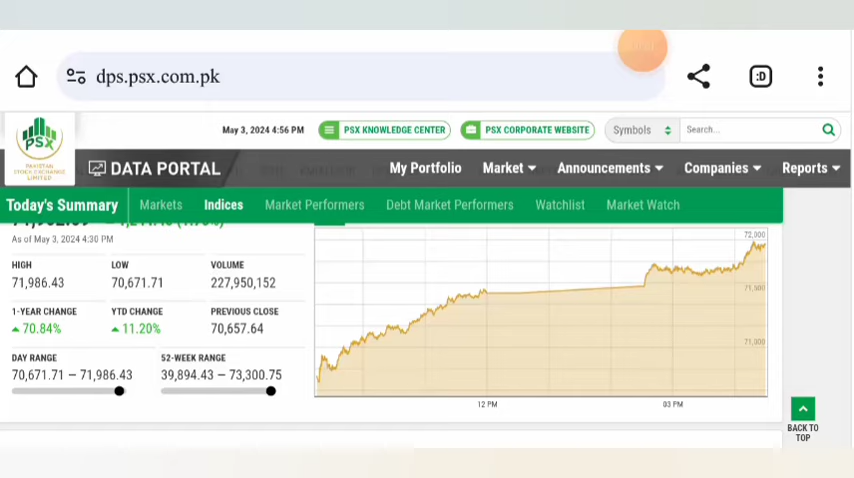 dps.psx.com.pk
:D
PSX
PAKISTAN
STOCK EXCHANGE
LIMITED
May 3, 2024 4:56 PM
PSX KNOWLEDGE CENTER
PSX CORPORATE WEBSITE
Symbols
Search...
DATA PORTAL
My Portfolio
Market
Announcements
Companies
Reports
Today's Summary
Markets
Indices
Market Performers
Debt Market Performers
Watchlist
Market Watch
As of May 3, 2024 4:30 PM
HIGH
LOW
VOLUME
71,986.43
70,671.71
227,950,152
1-YEAR CHANGE
YTD CHANGE
PREVIOUS CLOSE
70.84%
11.20%
70,657.64
DAY RANGE
52-WEEK RANGE
70,671.71 — 71,986.43
39,894.43 — 73,300.75
72,000
71,500
71,000
12 PM
03 PM
BACK TO
TOP